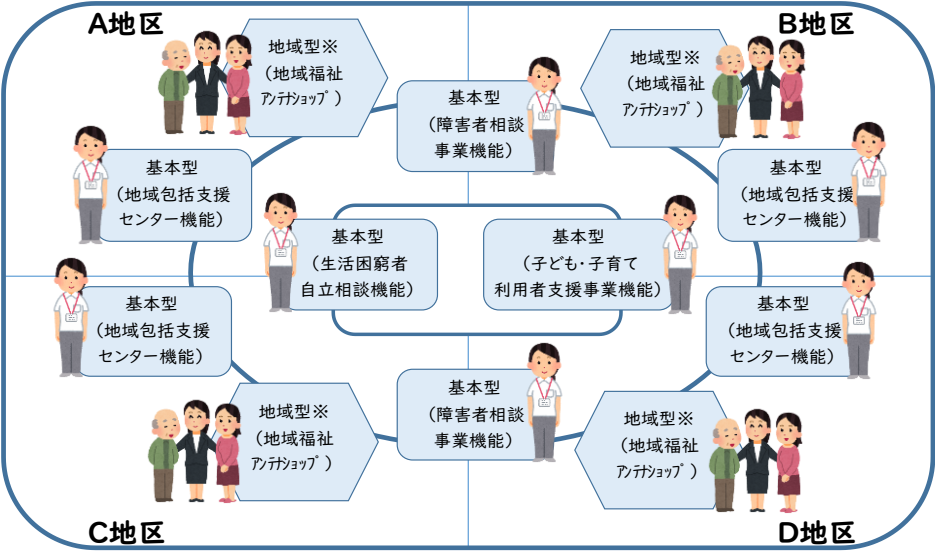 A地区
B地区
地域型※
（地域福祉
ｱﾝﾃﾅｼｮｯﾌﾟ）
地域型※
（地域福祉
ｱﾝﾃﾅｼｮｯﾌﾟ）
基本型
（障害者相談
事業機能）
基本型
（地域包括支援
センター機能）
基本型
（地域包括支援
センター機能）
基本型
（生活困窮者
自立相談機能）
基本型
（子ども・子育て
利用者支援事業機能）
基本型
（地域包括支援
センター機能）
基本型
（地域包括支援
センター機能）
基本型
（障害者相談
事業機能）
地域型※
（地域福祉
ｱﾝﾃﾅｼｮｯﾌﾟ）
地域型※
（地域福祉
ｱﾝﾃﾅｼｮｯﾌﾟ）
C地区
D地区